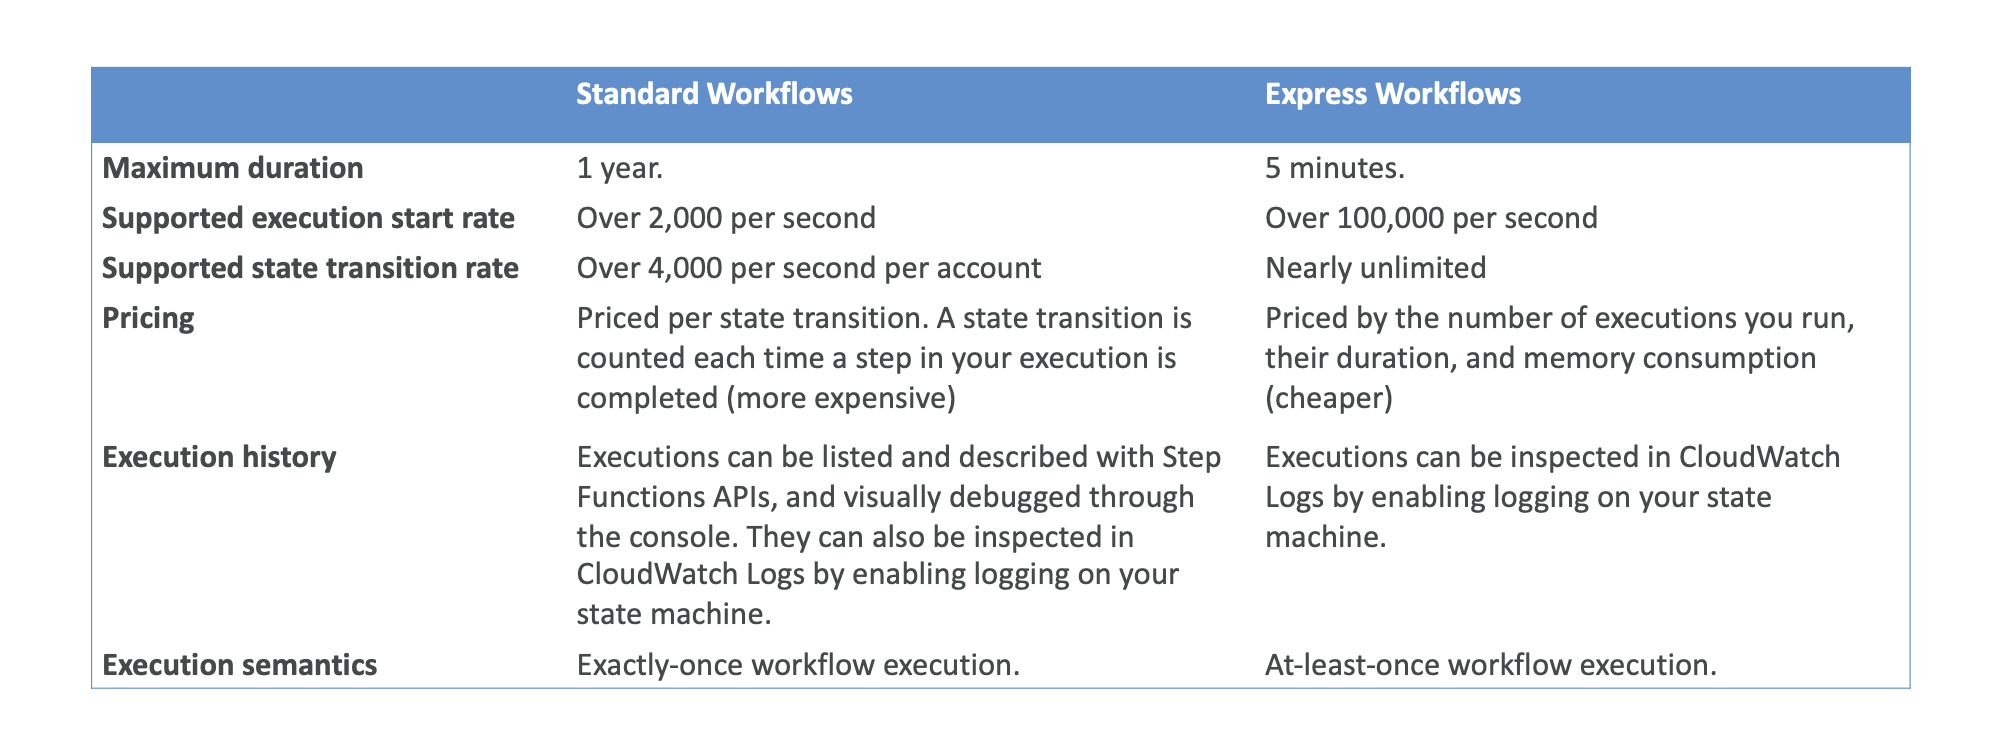 Standard Workflows
Express Workflows
Maximum duration
1 year.
5 minutes.
Supported execution start rate
Over 2,000 per second
Over 100,000 per second
Supported state transition rate
Over 4,000 per second per account
Nearly unlimited
Pricing
Priced per state transition. A state transition is
counted each time a step in your execution is
completed (more expensive)
Priced by the number of executions you run,
their duration, and memory consumption
(cheaper)
Execution history
Executions can be listed and described with Step
Functions APIs, and visually debugged through
the console. They can also be inspected in
CloudWatch Logs by enabling logging on your
state machine.
Executions can be inspected in CloudWatch
Logs by enabling logging on your state
machine.
Execution semantics
Exactly-once workflow execution.
At-least-once workflow execution.